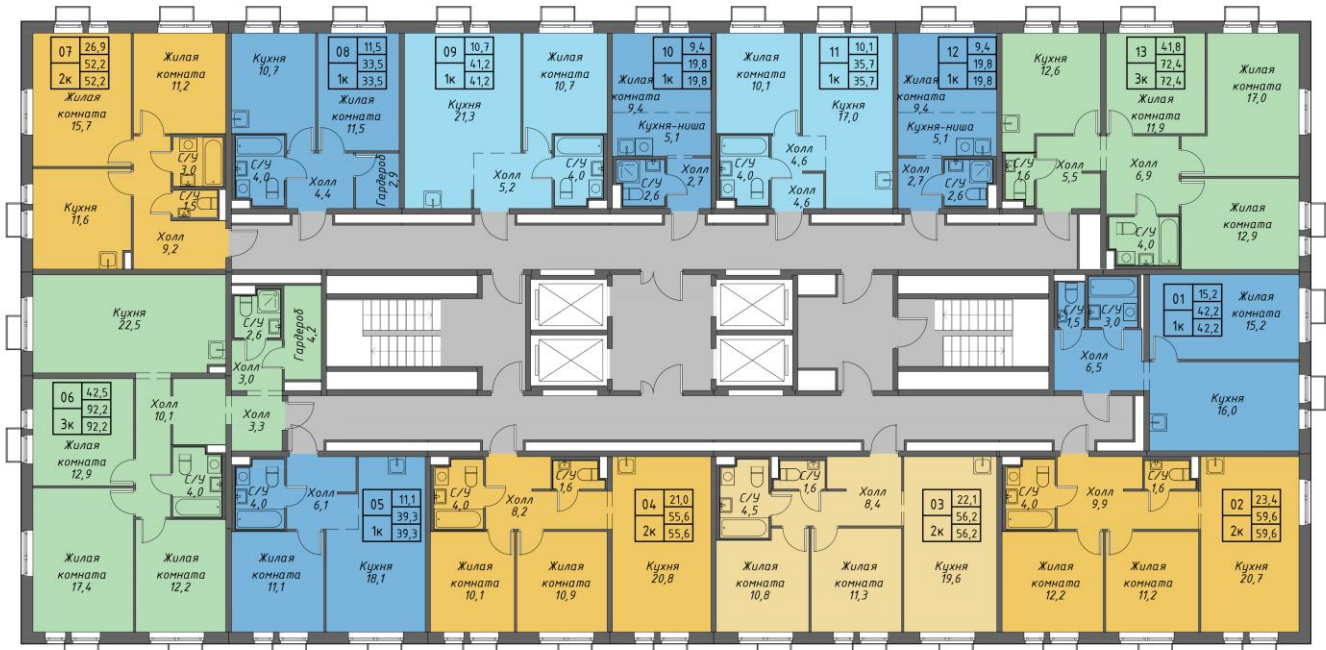 07
26,9
52,2
2к
52,2
Жилая
комната
15,7
Жилая
комната
11,2
С/У
3,0
С/У
1,5
Кухня
11,6
Холл
9,2
Кухня
10,7
08
11,5
33,5
1к
33,5
Жилая
комната
11,5
С/У
4,0
Холл
4,4
Гардероб
2,9
09
10,7
41,2
1к
41,2
Кухня
21,3
Жилая
комната
10,7
Холл
5,2
С/У
4,0
10
9,4
19,8
1к
19,8
Жилая
комната
9,4
Кухня-ниша
5,1
С/У
2,6
Холл
2,7
Жилая
комната
10,1
11
10,1
35,7
1к
35,7
Кухня
17,0
С/У
4,0
Холл
4,6
Холл
4,6
12
9,4
19,8
1к
19,8
Жилая
комната
9,4
Кухня-ниша
5,1
Холл
2,7
С/У
2,6
Кухня
12,6
13
41,8
72,4
3к
72,4
Жилая
комната
11,9
Жилая
комната
17,0
С/У
1,6
Холл
5,5
Холл
6,9
С/У
4,0
Жилая
комната
12,9
Кухня
22,5
С/У
2,6
Гардероб
4,2
Холл
3,0
Холл
3,3
С/У
1,5
С/У
3,0
Холл
6,5
01
15,2
42,2
1к
42,2
Жилая
комната
15,2
Кухня
16,0
06
42,5
92,2
3к
92,2
Жилая
комната
12,9
Холл
10,1
С/У
4,0
Жилая
комната
17,4
Жилая
комната
12,2
С/У
4,0
Холл
6,1
05
11,1
39,3
1к
39,3
Жилая
комната
11,1
Кухня
18,1
С/У
4,0
Холл
8,2
С/У
1,6
04
21,0
55,6
2к
55,6
Жилая
комната
10,1
Жилая
комната
10,9
Кухня
20,8
С/У
4,5
С/У
1,6
Холл
8,4
03
22,1
56,2
2к
56,2
Жилая
комната
10,8
Жилая
комната
11,3
Кухня
19,6
С/У
4,0
Холл
9,9
С/У
1,6
02
23,4
59,6
2к
59,6
Жилая
комната
12,2
Жилая
комната
11,2
Кухня
20,7